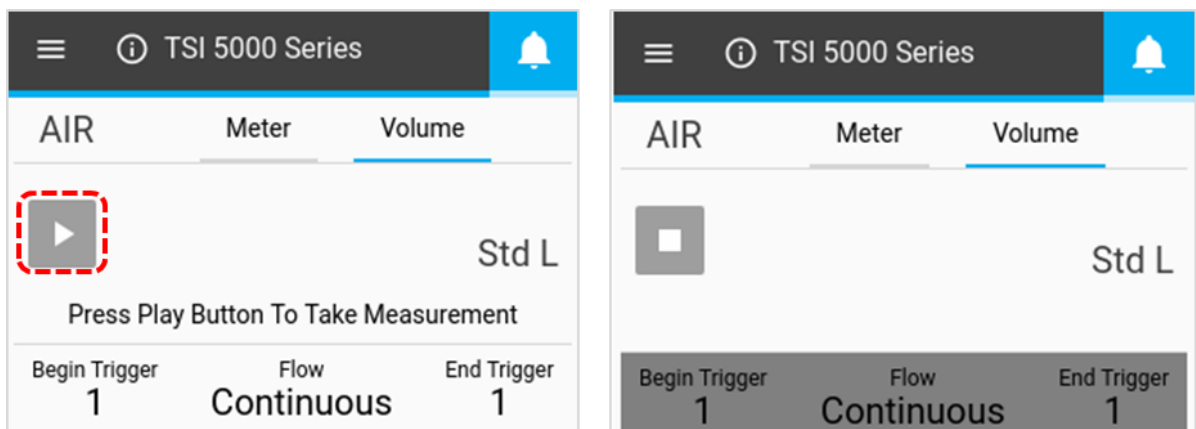 TSI 5000 Series
AIR Meter Volume
Std L
Press Play Button To Take Measurement
Begin Trigger Flow End Trigger
1 Continuous 1
TSI 5000 Series
AIR Meter Volume
Std L
Begin Trigger Flow End Trigger
1 Continuous 1